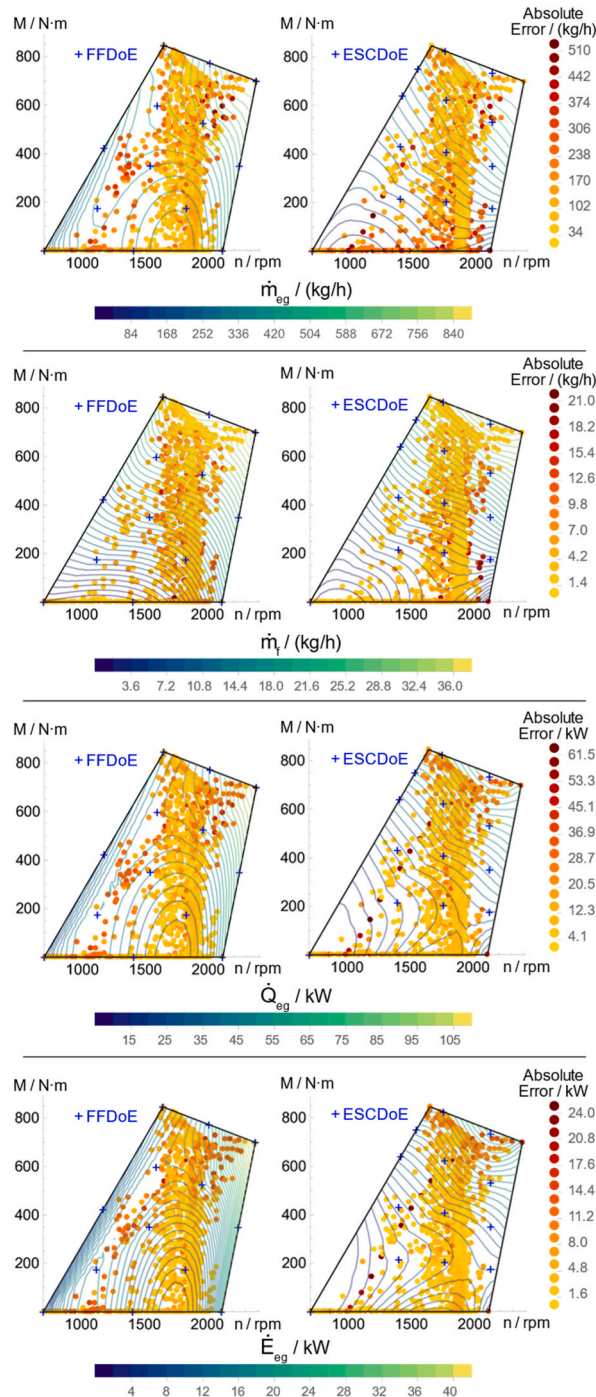 M / N·m
+ FFDoE
800
600
400
200
1000 1500 2000 n / rpm
M / N·m
+ ESCDoE
800
600
400
200
1000 1500 2000 n / rpm
Absolute
Error / (kg/h)
510
442
374
306
238
170
102
34
ṁeg / (kg/h)
84 168 252 336 420 504 588 672 756 840
M / N·m
+ FFDoE
800
600
400
200
1000 1500 2000 n / rpm
M / N·m
+ ESCDoE
800
600
400
200
1000 1500 2000 n / rpm
Absolute
Error / (kg/h)
21.0
18.2
15.4
12.6
9.8
7.0
4.2
1.4
ṁf / (kg/h)
3.6 7.2 10.8 14.4 18.0 21.6 25.2 28.8 32.4 36.0
M / N·m
+ FFDoE
800
600
400
200
1000 1500 2000 n / rpm
M / N·m
+ ESCDoE
800
600
400
200
1000 1500 2000 n / rpm
Absolute
Error / kW
61.5
53.3
45.1
36.9
28.7
20.5
12.3
4.1
Q̇eg / kW
15 25 35 45 55 65 75 85 95 105
M / N·m
+ FFDoE
800
600
400
200
1000 1500 2000 n / rpm
M / N·m
+ ESCDoE
800
600
400
200
1000 1500 2000 n / rpm
Absolute
Error / kW
24.0
20.8
17.6
14.4
11.2
8.0
4.8
1.6
Ėeg / kW
4 8 12 16 20 24 28 32 36 40